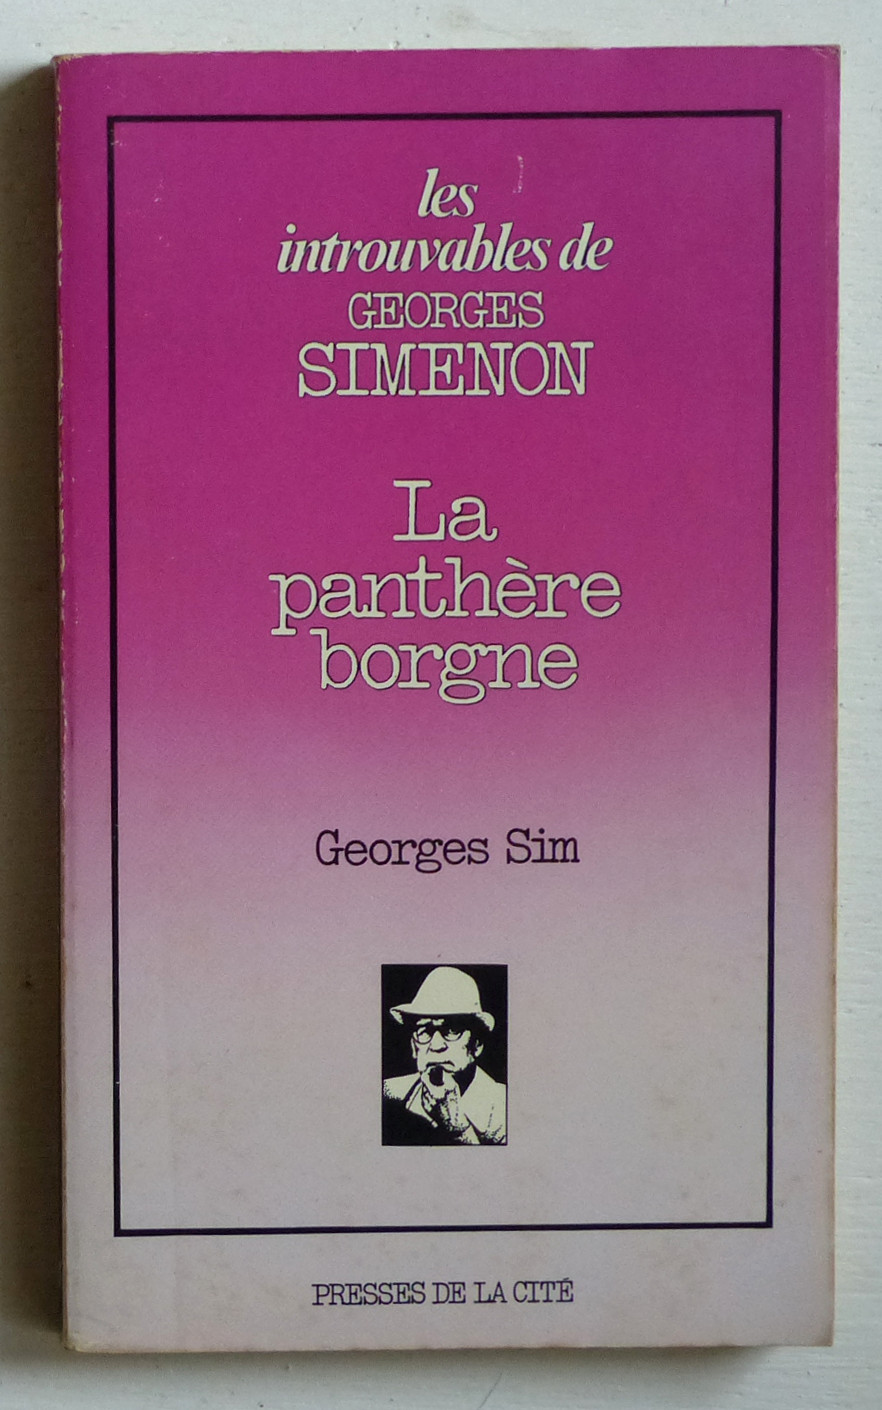 les
introuvables de
GEORGES
SIMENON
La
panthère
borgne
Georges Sim
PRESSES DE LA CITÉ